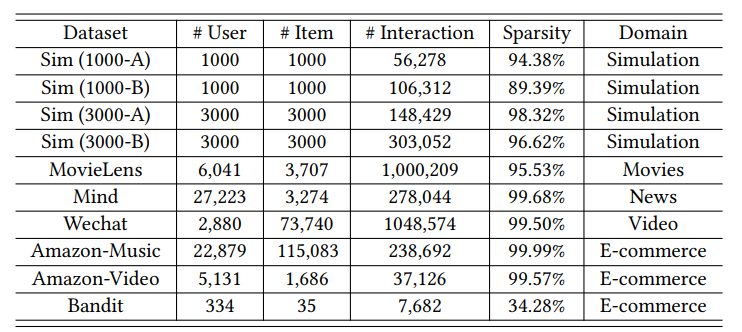 Dataset # User # Item # Interaction Sparsity Domain
Sim (1000-A) 1000 1000 56,278 94.38% Simulation
Sim (1000-B) 1000 1000 106,312 89.39% Simulation
Sim (3000-A) 3000 3000 148,429 98.32% Simulation
Sim (3000-B) 3000 3000 303,052 96.62% Simulation
MovieLens 6,041 3,707 1,000,209 95.53% Movies
Mind 27,223 3,274 278,044 99.68% News
Wechat 2,880 73,740 1048,574 99.50% Video
Amazon-Music 22,879 115,083 238,692 99.99% E-commerce
Amazon-Video 5,131 1,686 37,126 99.57% E-commerce
Bandit 334 35 7,682 34.28% E-commerce